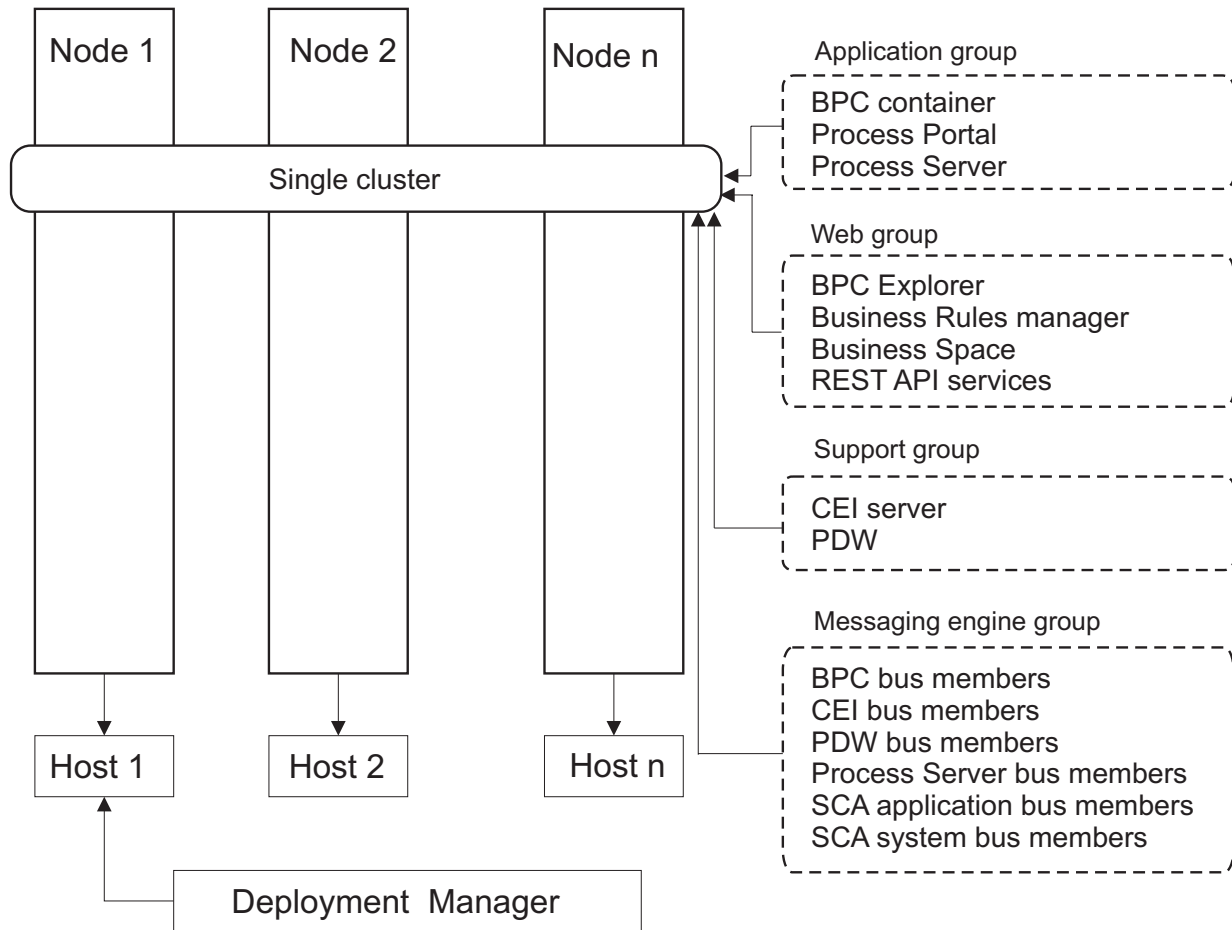 Node 1
Node 2
Node n
Single cluster
Application group
BPC container
Process Portal
Process Server
Web group
BPC Explorer
Business Rules manager
Business Space
REST API services
Support group
CEI server
PDW
Messaging engine group
BPC bus members
CEI bus members
PDW bus members
Process Server bus members
SCA application bus members
SCA system bus members
Host 1
Host 2
Host n
Deployment Manager